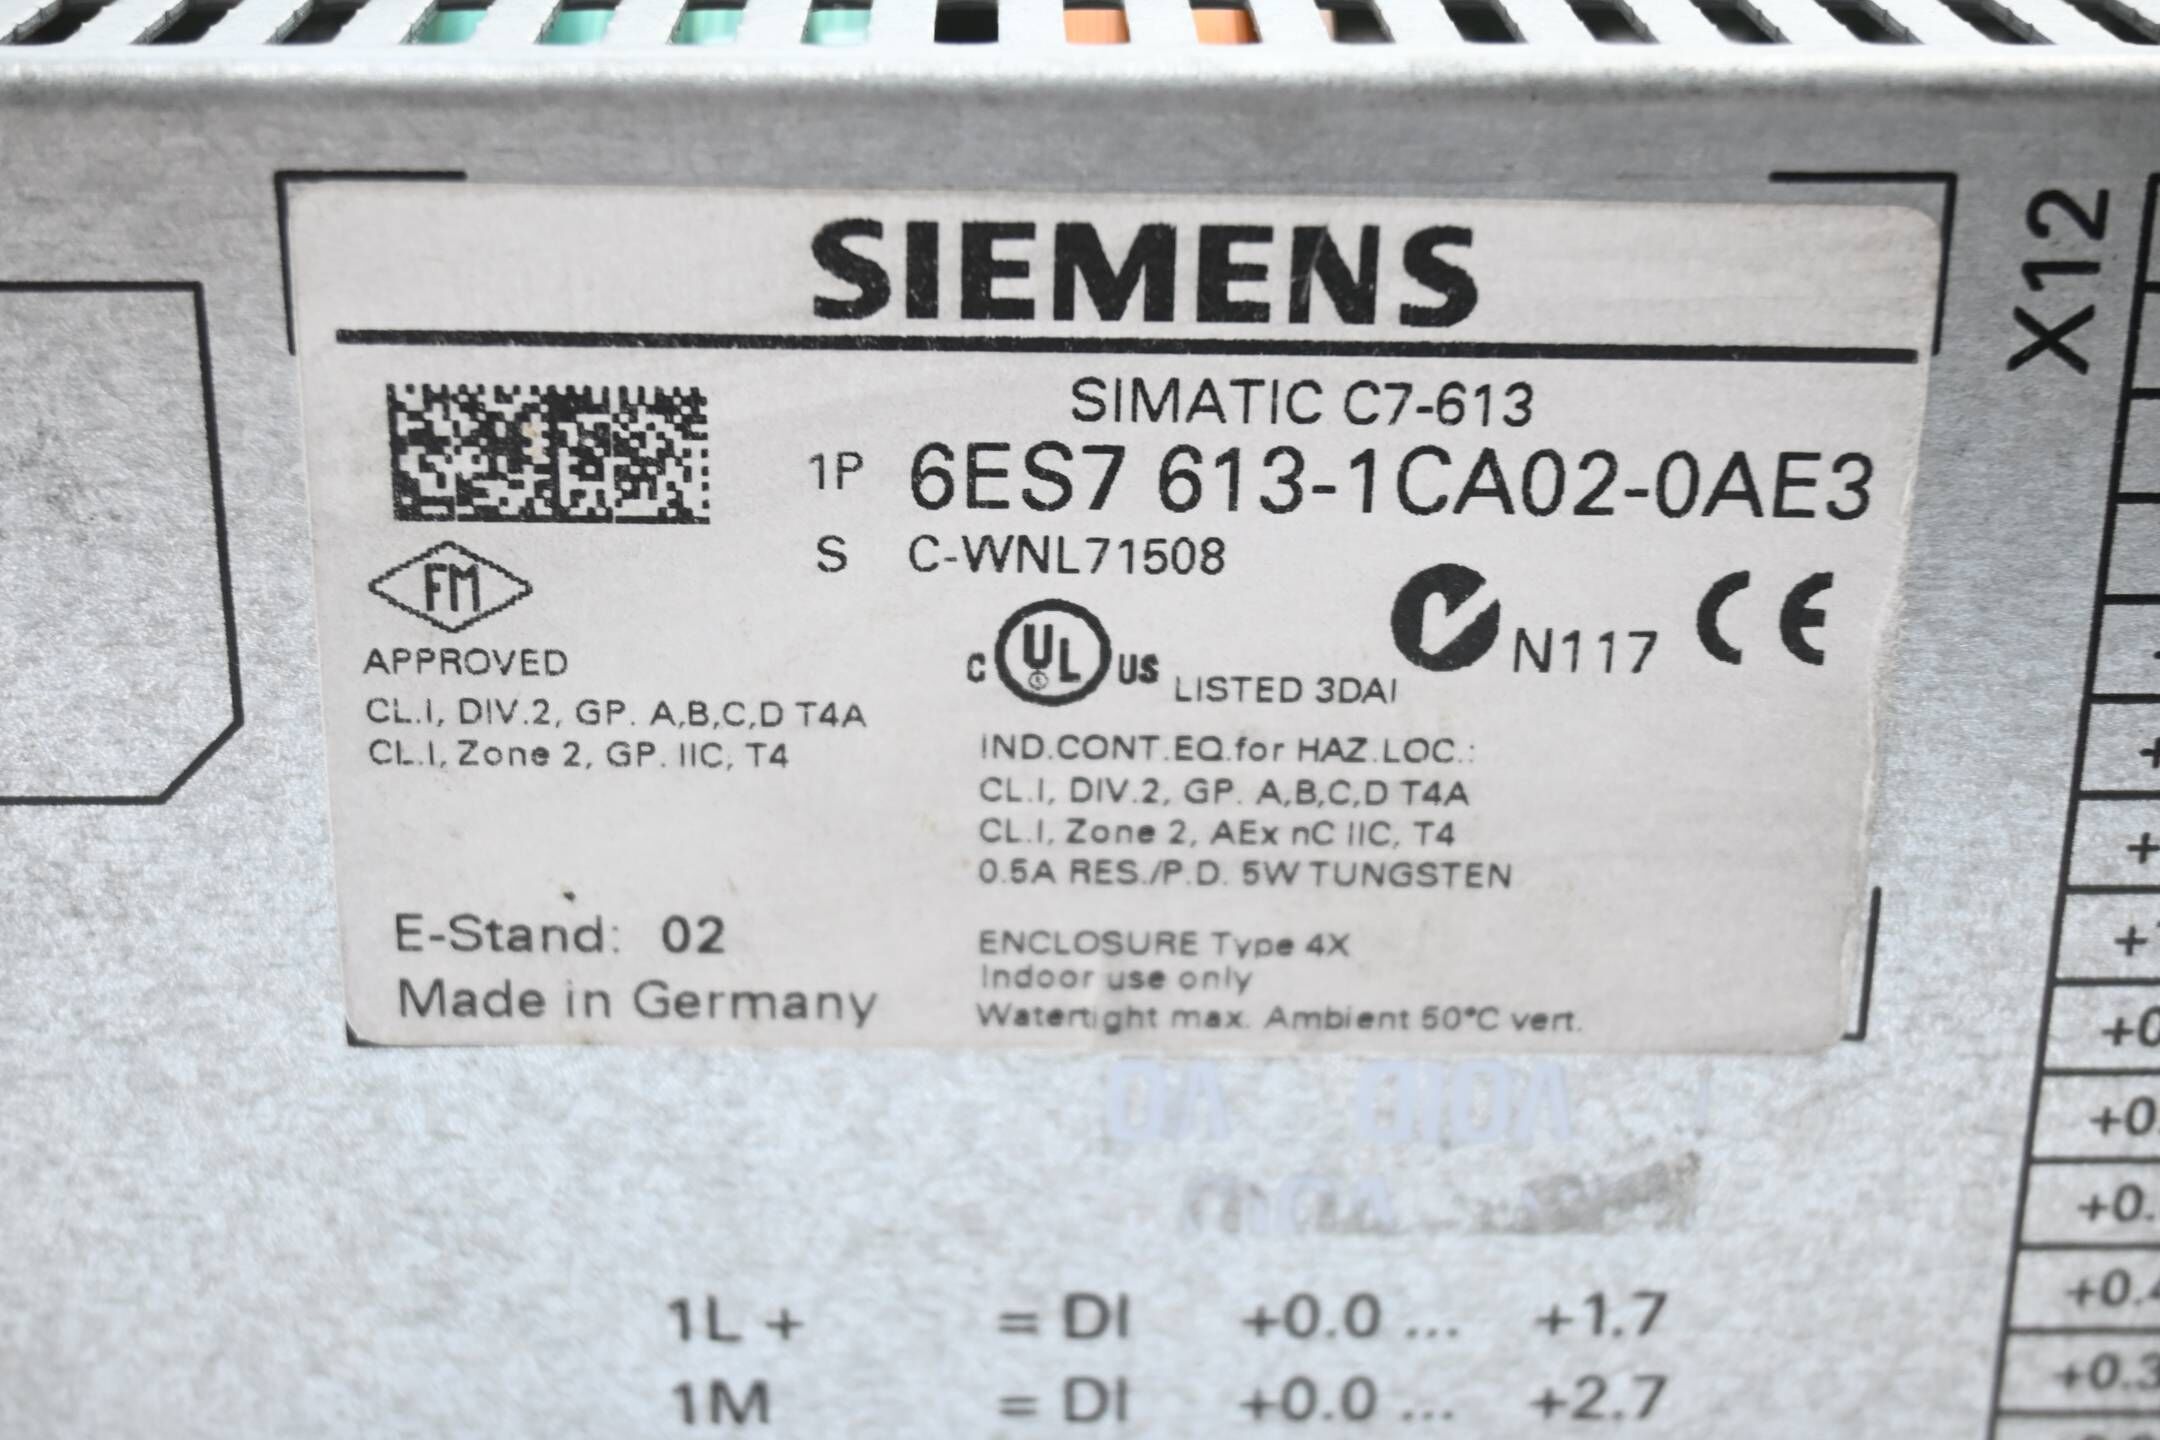 SIEMENS
SIMATIC C7-613
1P 6ES7 613-1CA02-0AE3
S C-WNL71508
FM
APPROVED
CL.I, DIV.2, GP. A,B,C,D T4A
CL.I, Zone 2, GP. IIC, T4
C UL US LISTED 3DAI
N117 CE
IND.CONT.EQ.for HAZ.LOC.:
CL.I, DIV.2, GP. A,B,C,D T4A
CL.I, Zone 2, AEx nC IIC, T4
0.5A RES./P.D. 5W TUNGSTEN
E-Stand: 02
Made in Germany
ENCLOSURE Type 4X
Indoor use only
Watertight max. Ambient 50°C vert.
VOID
1L + = DI +0.0 ... +1.7
1M = DI +0.0 ... +2.7
X12